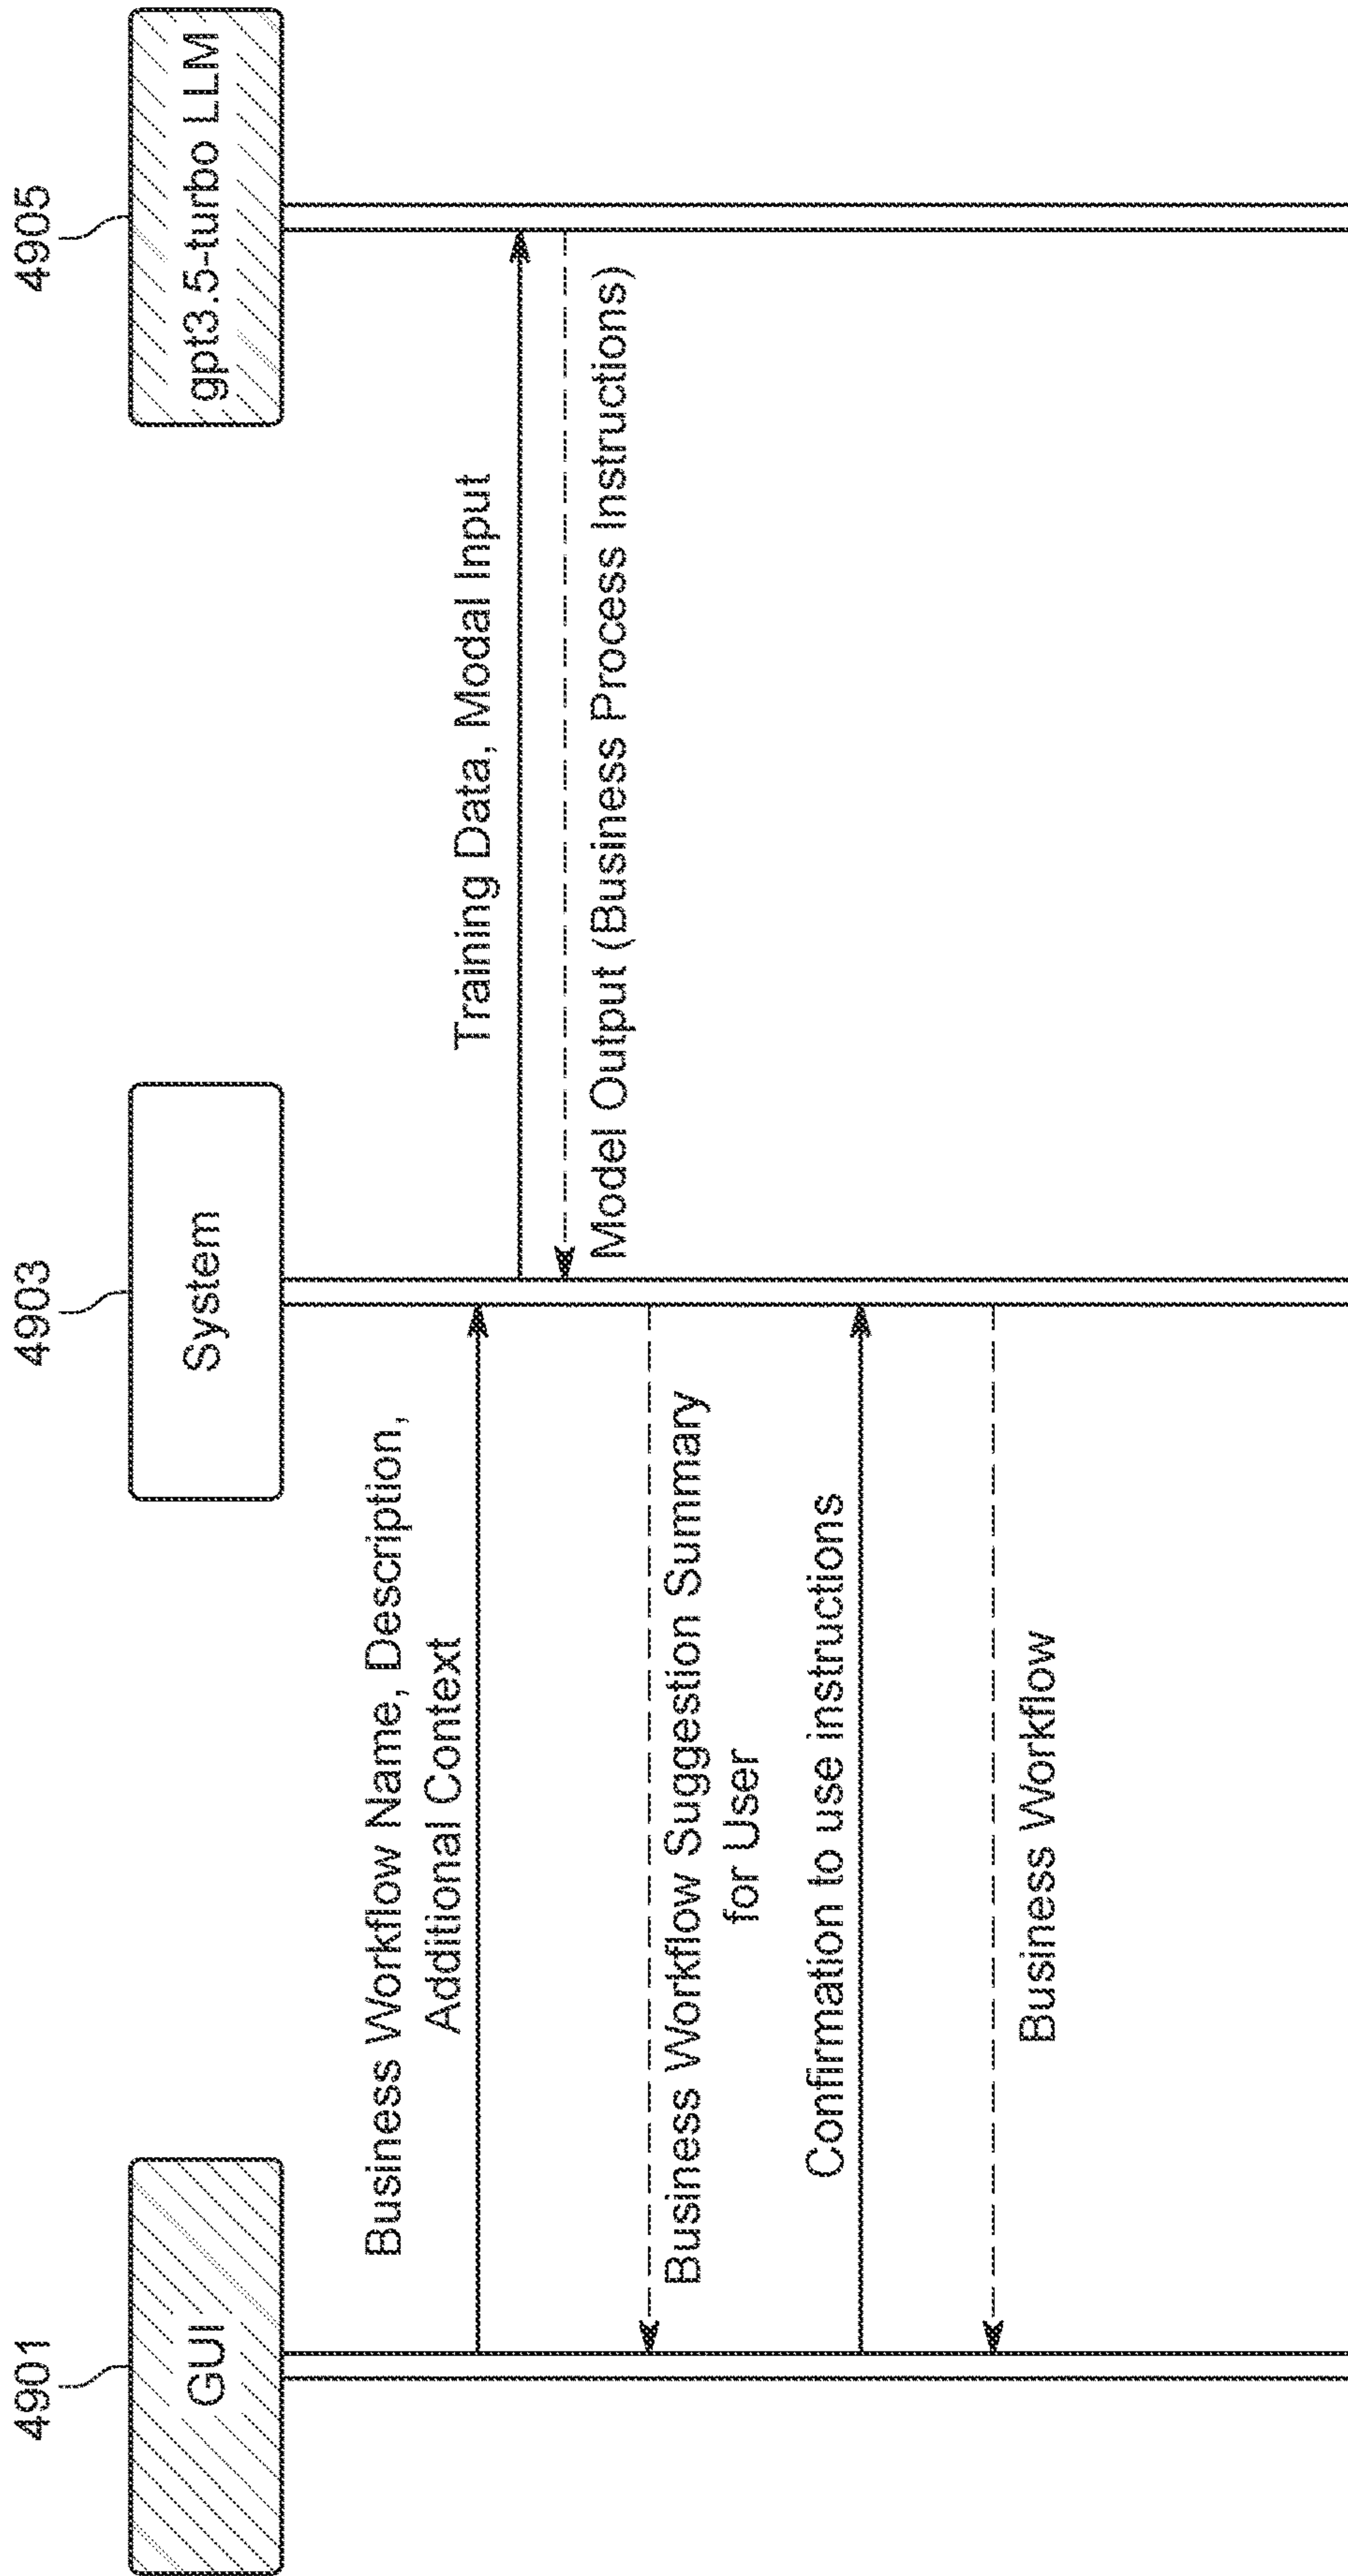 4901
4903
4905
GUI
System
gpt3.5-turbo LLM
Business Workflow Name, Description,
Additional Context
Training Data, Modal Input
Model Output (Business Process Instructions)
Business Workflow Suggestion Summary
for User
Confirmation to use instructions
Business Workflow